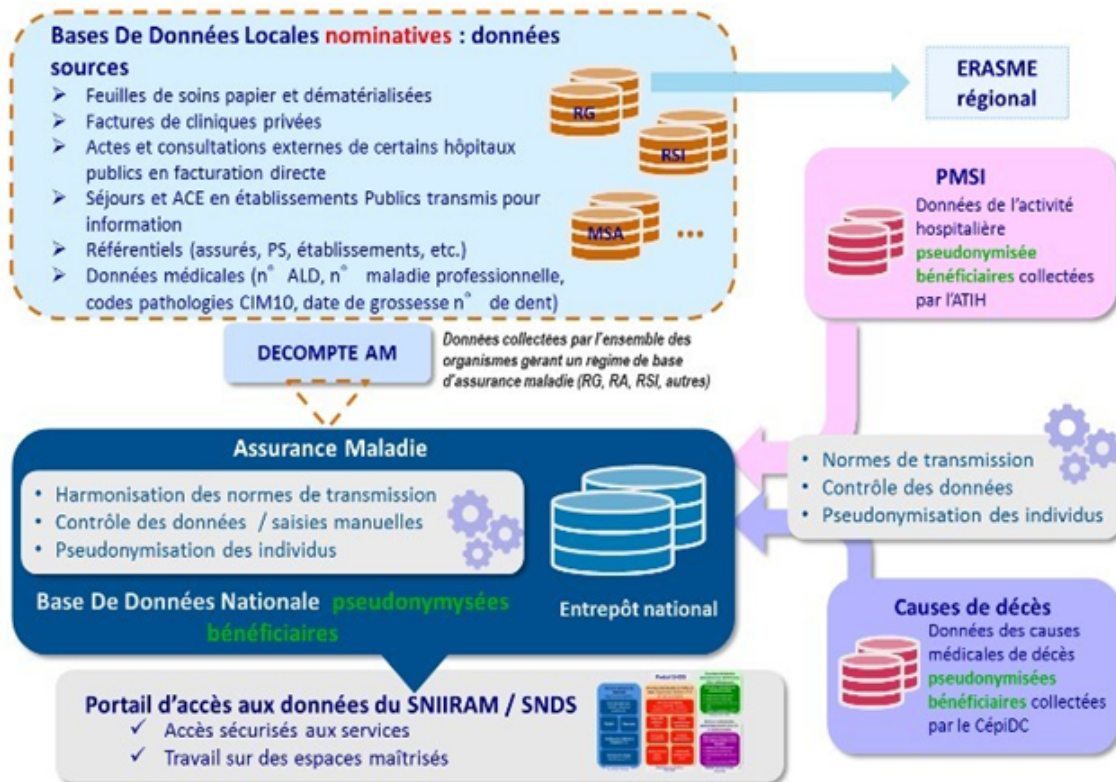 Bases De Données Locales nominatives : données
sources
➤ Feuilles de soins papier et dématérialisées
➤ Factures de cliniques privées
➤ Actes et consultations externes de certains hôpitaux
publics en facturation directe
➤ Séjours et ACE en établissements Publics transmis pour
information
➤ Référentiels (assurés, PS, établissements, etc.)
➤ Données médicales (n° ALD, n° maladie professionnelle,
codes pathologies CIM10, date de grossesse n° de dent)
RG
RSI
MSA
...
ERASME
régional
PMSI
Données de l'activité
hospitalière
pseudonymisée
bénéficiaires collectées
par l'ATIH
DECOMPTE AM
Données collectées par l'ensemble des
organismes gérant un régime de base
d'assurance maladie (RG, RA, RSI, autres)
Assurance Maladie
• Harmonisation des normes de transmission
• Contrôle des données / saisies manuelles
• Pseudonymisation des individus
Base De Données Nationale pseudonymysées
bénéficiaires
Entrepôt national
• Normes de transmission
• Contrôle des données
• Pseudonymisation des individus
Causes de décès
Données des causes
médicales de décès
pseudonymisées
bénéficiaires collectées
par le CépiDC
Portail d'accès aux données du SNIIRAM / SNDS
✓ Accès sécurisés aux services
✓ Travail sur des espaces maîtrisés
Portail SNDS